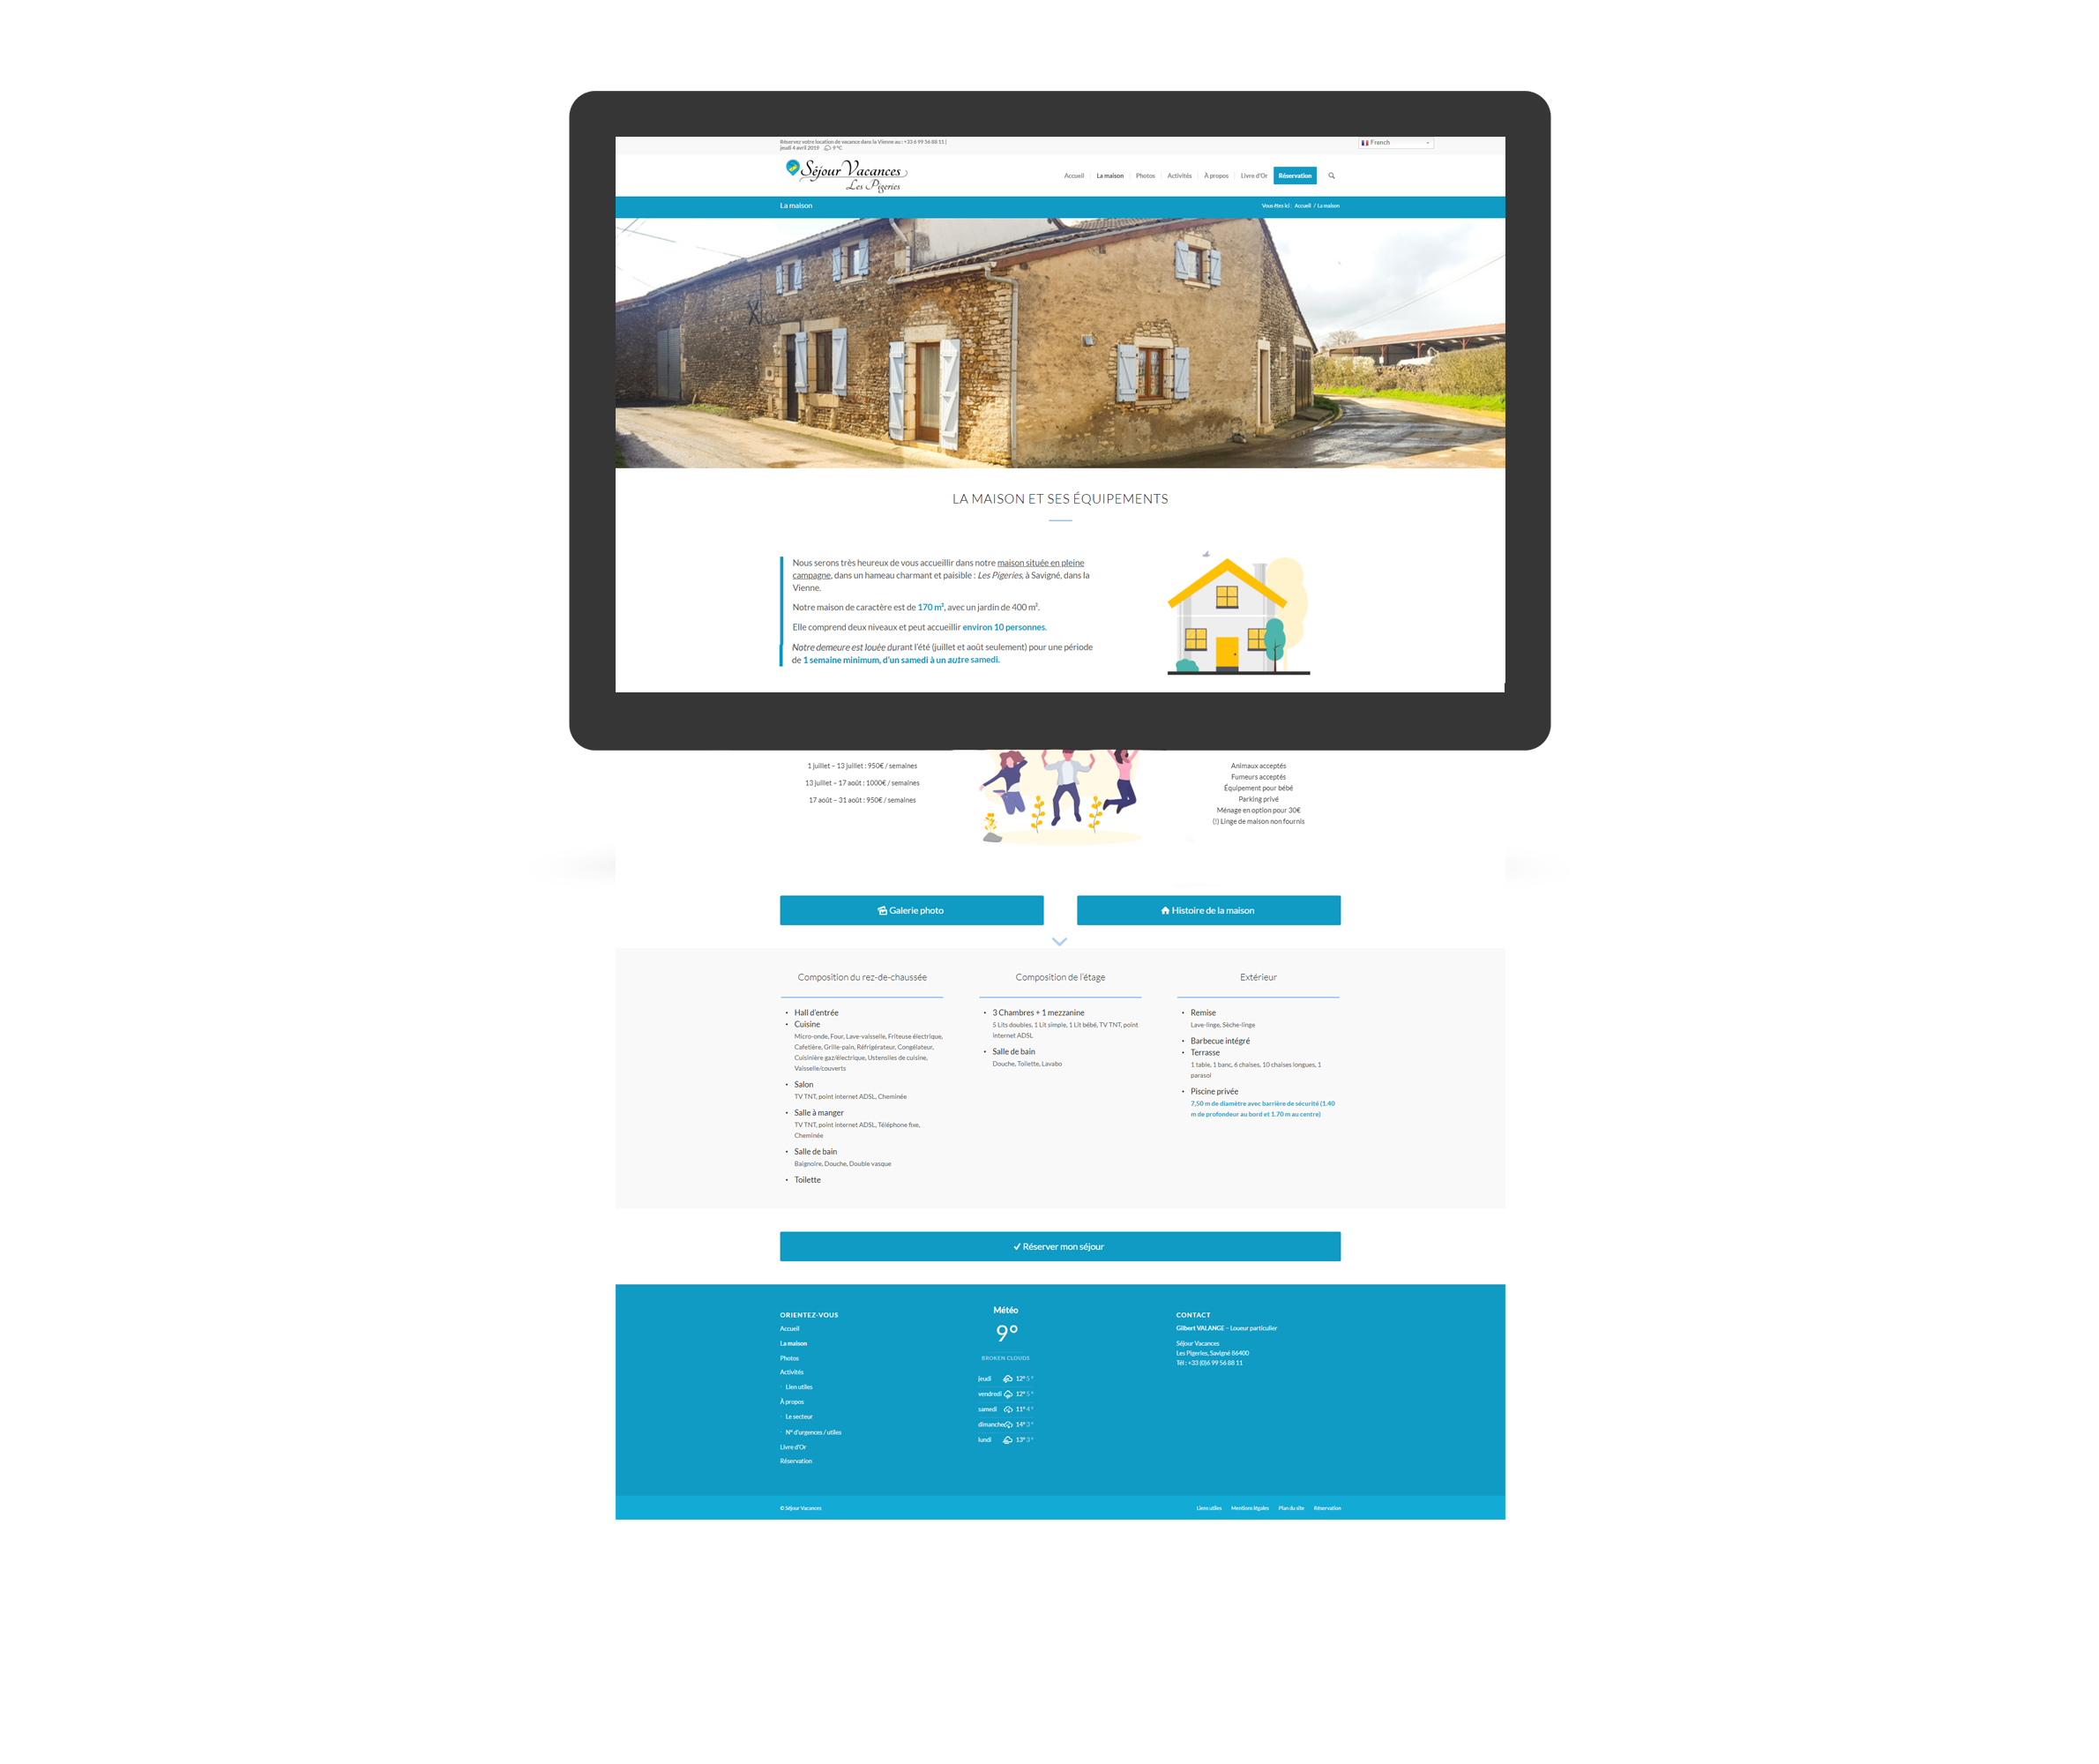 Réservez votre location de vacance dans la Vienne au : +33 6 99 56 88 11 |
jeudi 4 avril 2019 9 °C
French
Séjour Vacances
Les Pigeries
Accueil
La maison
Photos
Activités
À propos
Livre d'Or
Réservation
La maison
Vous êtes ici : Accueil / La maison
LA MAISON ET SES ÉQUIPEMENTS
Nous serons très heureux de vous accueillir dans notre maison située en pleine
campagne, dans un hameau charmant et paisible : Les Pigeries, à Savigné, dans la
Vienne.
Notre maison de caractère est de 170 m², avec un jardin de 400 m².
Elle comprend deux niveaux et peut accueillir environ 10 personnes.
Notre demeure est louée durant l'été (juillet et août seulement) pour une période
de 1 semaine minimum, d'un samedi à un autre samedi.
1 juillet – 13 juillet : 950€ / semaines
13 juillet – 17 août : 1000€ / semaines
17 août – 31 août : 950€ / semaines
Animaux acceptés
Fumeurs acceptés
Équipement pour bébé
Parking privé
Ménage en option pour 30€
(!) Linge de maison non fournis
Galerie photo
Histoire de la maison
Composition du rez-de-chaussée
• Hall d'entrée
• Cuisine
Micro-onde, Four, Lave-vaisselle, Friteuse électrique,
Cafetière, Grille-pain, Réfrigérateur, Congélateur,
Cuisinière gaz/électrique, Ustensiles de cuisine,
Vaisselle/couverts
• Salon
TV TNT, point internet ADSL, Cheminée
• Salle à manger
TV TNT, point internet ADSL, Téléphone fixe,
Cheminée
• Salle de bain
Baignoire, Douche, Double vasque
• Toilette
Composition de l'étage
• 3 Chambres + 1 mezzanine
5 Lits doubles, 1 Lit simple, 1 Lit bébé, TV TNT, point
internet ADSL
• Salle de bain
Douche, Toilette, Lavabo
Extérieur
• Remise
Lave-linge, Sèche-linge
• Barbecue intégré
• Terrasse
1 table, 1 banc, 6 chaises, 10 chaises longues, 1
parasol
• Piscine privée
7,50 m de diamètre avec barrière de sécurité (1.40
m de profondeur au bord et 1.70 m au centre)
Réserver mon séjour
ORIENTEZ-VOUS
Accueil
La maison
Photos
Activités
Lien utiles
À propos
Le secteur
N° d'urgences / utiles
Livre d'Or
Réservation
Météo
9°
BROKEN CLOUDS
jeudi 12° 5°
vendredi 12° 5°
samedi 11° 4°
dimanche 14° 3°
lundi 13° 3°
CONTACT
Gilbert VALANGE – Loueur particulier
Séjour Vacances
Les Pigeries, Savigné 86400
Tél : +33 (0)6 99 56 88 11
© Séjour Vacances
Liens utiles
Mentions légales
Plan du site
Réservation